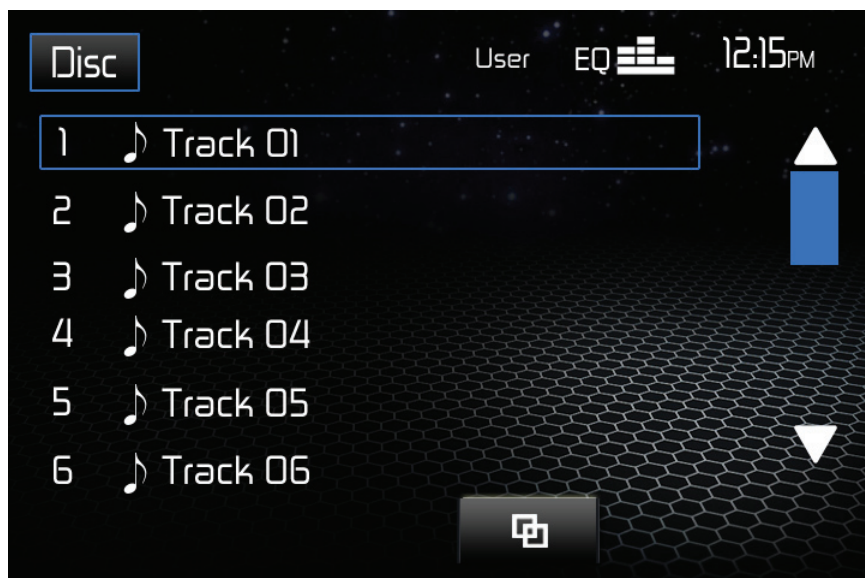 Disc User EQ 12:15PM
1 Track 01
2 Track 02
3 Track 03
4 Track 04
5 Track 05
6 Track 06